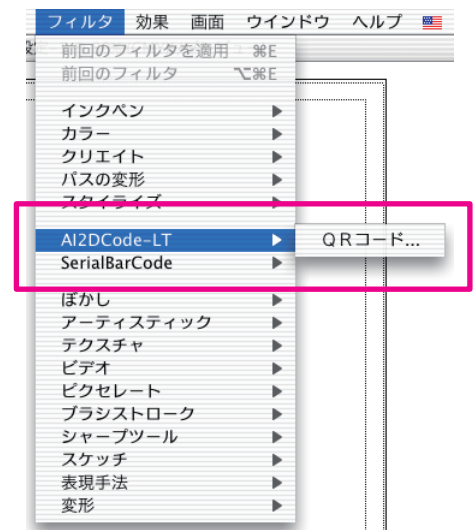 フィルタ 効果 画面 ウインドウ ヘルプ
前回のフィルタを適用 ⌘E
前回のフィルタ ⌥⌘E
インクペン
カラー
クリエイト
パスの変形
スタイライズ
AI2DCode-LT QRコード...
SerialBarCode
ぼかし
アーティスティック
テクスチャ
ビデオ
ピクセレート
ブラシストローク
シャープツール
スケッチ
表現手法
変形